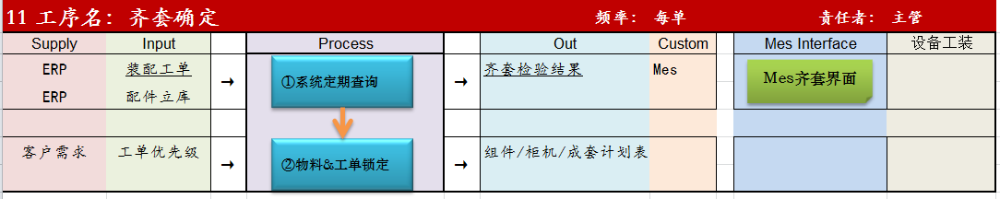 11 工序名：齐套确定 频率：每单 责任者：主管
Supply Input Process Out Custom Mes Interface 设备工装
ERP 装配工单 → ①系统定期查询 → 齐套检验结果 Mes Mes齐套界面
ERP 配件立库
客户需求 工单优先级 → ②物料&工单锁定 → 组件/柜机/成套计划表